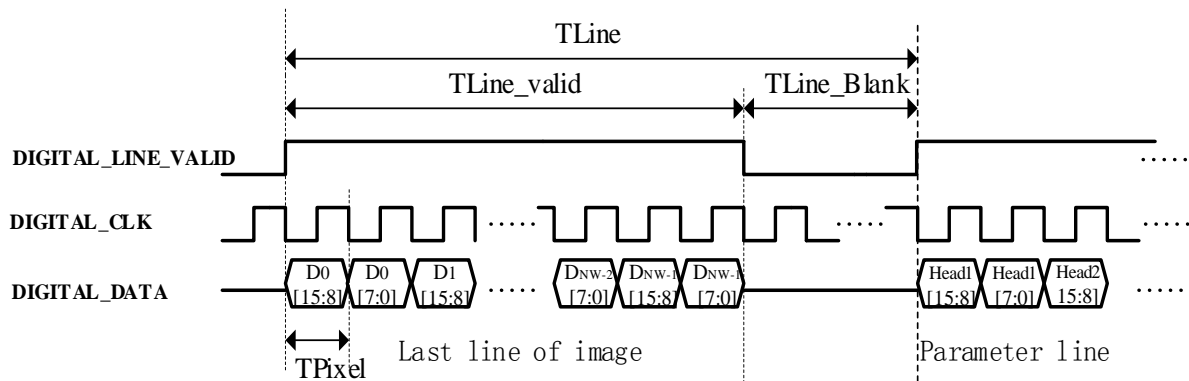 TLine
TLine_valid TLine_Blank
DIGITAL_LINE_VALID .....
DIGITAL_CLK ..... ..... .....
D0 D0 D1 DNW-2 DNW-1 DNW-1 Head1 Head1 Head2
DIGITAL_DATA ..... .....
[15:8] [7:0] [15:8] [7:0] [15:8] [7:0] [15:8] [7:0] 15:8]
TPixel Last line of image Parameter line